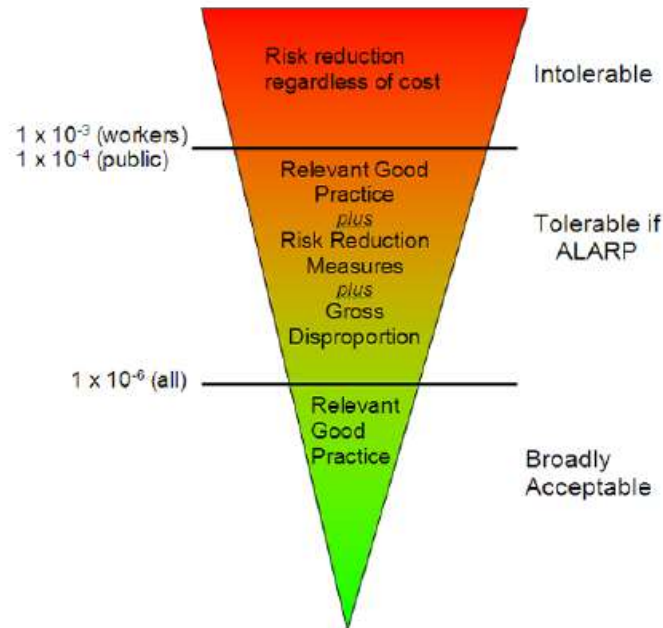 Risk reduction
regardless of cost
Intolerable
1 x 10⁻³ (workers)
1 x 10⁻⁴ (public)
Relevant Good
Practice
plus
Risk Reduction
Measures
plus
Gross
Disproportion
Tolerable if
ALARP
1 x 10⁻⁶ (all)
Relevant
Good
Practice
Broadly
Acceptable